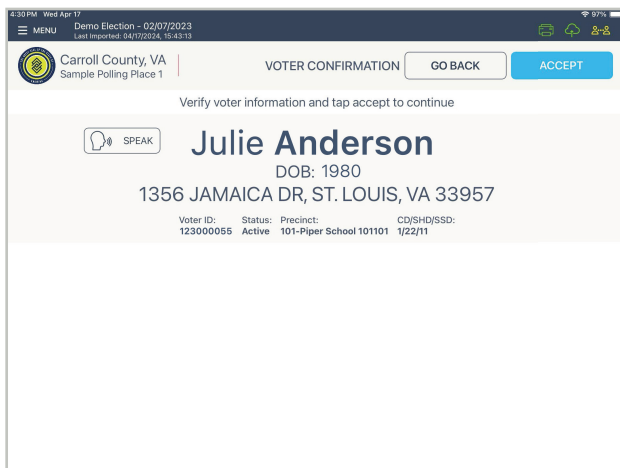 4:30 PM Wed Apr 17 97%
MENU Demo Election - 02/07/2023
Last Imported: 04/17/2024, 15:43:13
Carroll County, VA
Sample Polling Place 1
VOTER CONFIRMATION GO BACK ACCEPT
Verify voter information and tap accept to continue
SPEAK Julie Anderson
DOB: 1980
1356 JAMAICA DR, ST. LOUIS, VA 33957
Voter ID: Status: Precinct: CD/SHD/SSD:
123000055 Active 101-Piper School 101101 1/22/11